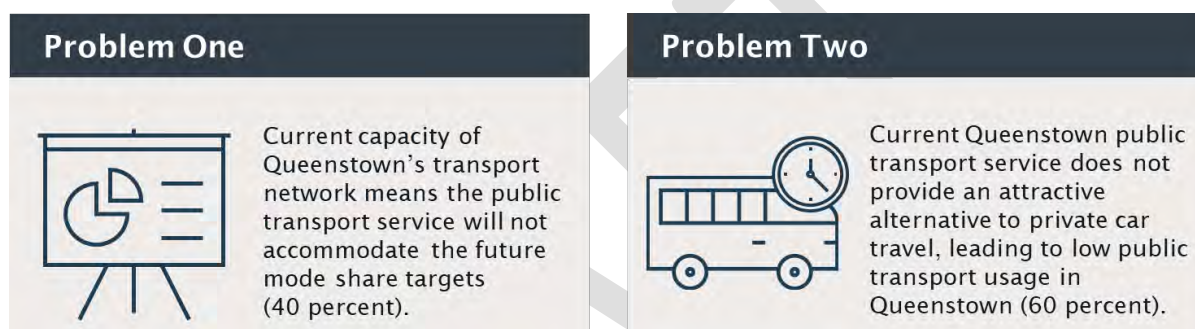 Problem One
Current capacity of
Queenstown's transport
network means the public
transport service will not
accommodate the future
mode share targets
(40 percent).
Problem Two
Current Queenstown public
transport service does not
provide an attractive
alternative to private car
travel, leading to low public
transport usage in
Queenstown (60 percent).